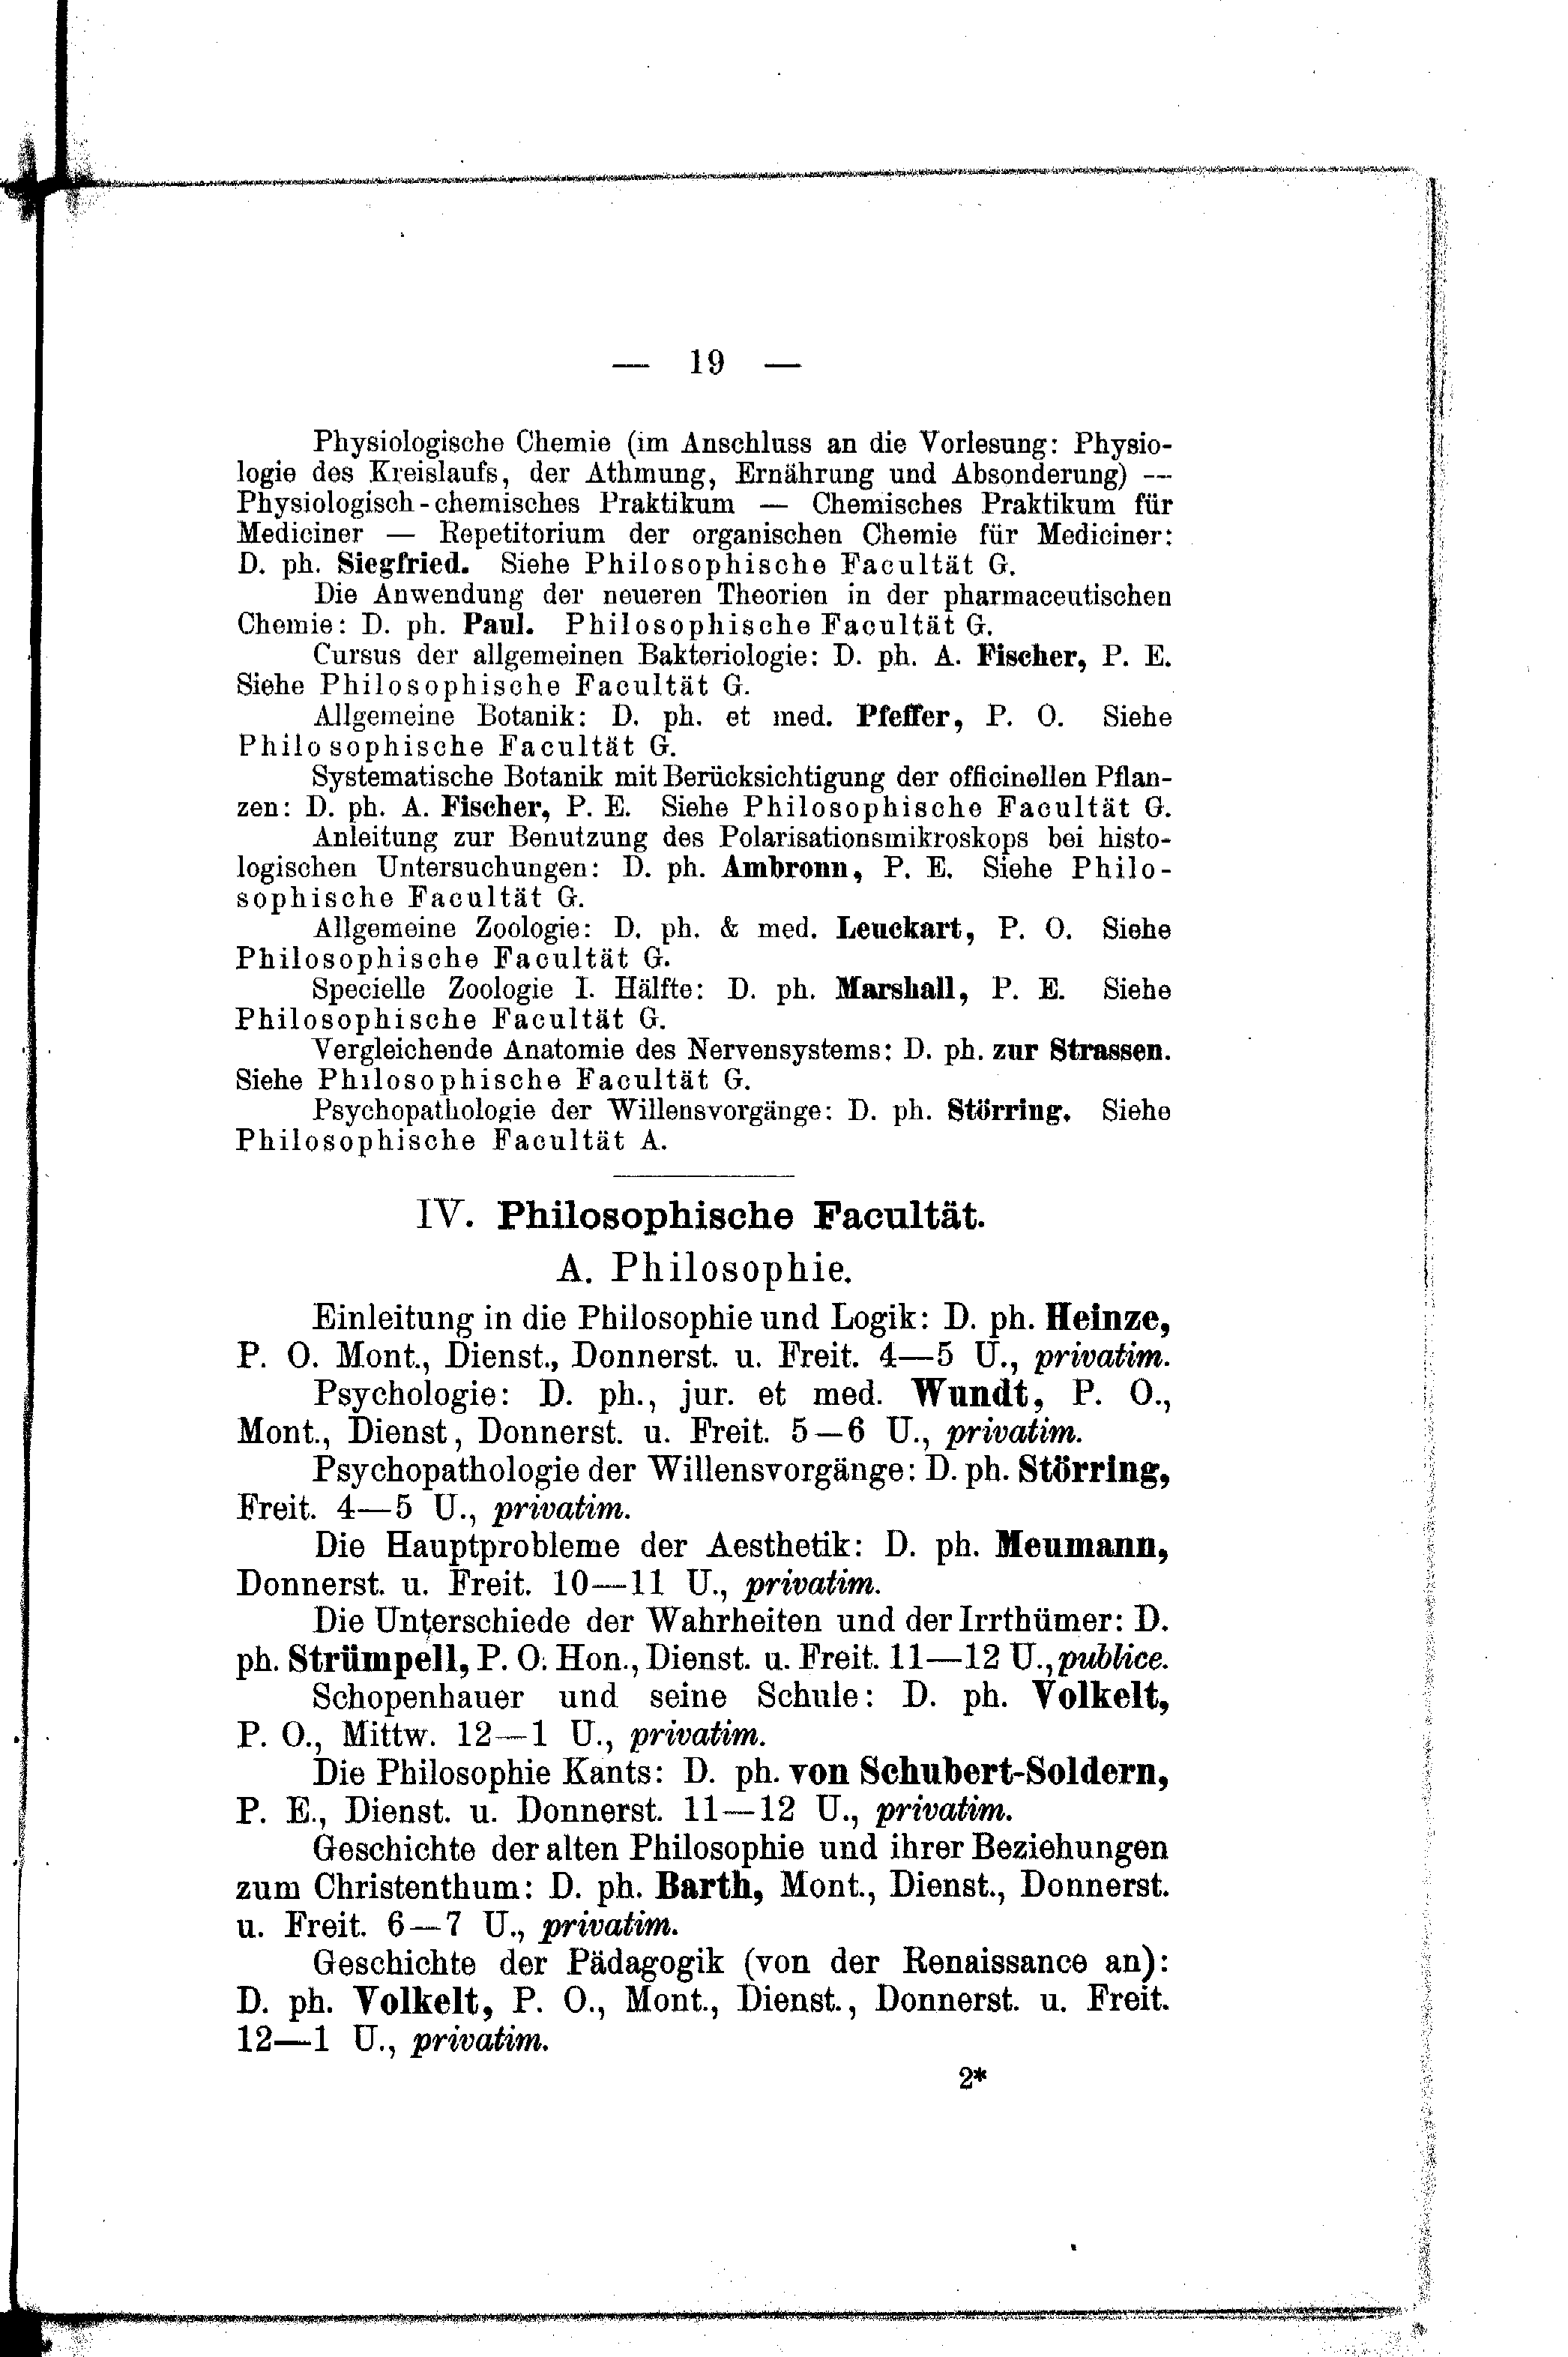 — 19 —
Physiologische Chemie (im Anschluss an die Vorlesung: Physio-
logie des Kreislaufs, der Athmung, Ernährung und Absonderung) —
Physiologisch-chemisches Praktikum — Chemisches Praktikum für
Mediciner — Repetitorium der organischen Chemie für Mediciner:
D. ph. Siegfried. Siehe Philosophische Facultät G.
Die Anwendung der neueren Theorien in der pharmaceutischen
Chemie: D. ph. Paul. Philosophische Facultät G.
Cursus der allgemeinen Bakteriologie: D. ph. A. Fischer, P. E.
Siehe Philosophische Facultät G.
Allgemeine Botanik: D. ph. et med. Pfeffer, P. O. Siehe
Philosophische Facultät G.
Systematische Botanik mit Berücksichtigung der officinellen Pflan-
zen: D. ph. A. Fischer, P. E. Siehe Philosophische Facultät G.
Anleitung zur Benutzung des Polarisationsmikroskops bei histo-
logischen Untersuchungen: D. ph. Ambronn, P. E. Siehe Philo-
sophische Facultät G.
Allgemeine Zoologie: D. ph. & med. Leuckart, P. O. Siehe
Philosophische Facultät G.
Specielle Zoologie I. Hälfte: D. ph. Marshall, P. E. Siehe
Philosophische Facultät G.
Vergleichende Anatomie des Nervensystems: D. ph. zur Strassen.
Siehe Philosophische Facultät G.
Psychopathologie der Willensvorgänge: D. ph. Störring. Siehe
Philosophische Facultät A.
IV. Philosophische Facultät.
A. Philosophie.
Einleitung in die Philosophie und Logik: D. ph. Heinze,
P. O. Mont., Dienst., Donnerst. u. Freit. 4—5 U., privatim.
Psychologie: D. ph., jur. et med. Wundt, P. O.,
Mont., Dienst, Donnerst. u. Freit. 5—6 U., privatim.
Psychopathologie der Willensvorgänge: D. ph. Störring,
Freit. 4—5 U., privatim.
Die Hauptprobleme der Aesthetik: D. ph. Meumann,
Donnerst. u. Freit. 10—11 U., privatim.
Die Unterschiede der Wahrheiten und der Irrthümer: D.
ph. Strümpell, P. O. Hon., Dienst. u. Freit. 11—12 U., publice.
Schopenhauer und seine Schule: D. ph. Volkelt,
P. O., Mittw. 12—1 U., privatim.
Die Philosophie Kants: D. ph. von Schubert-Soldern,
P. E., Dienst. u. Donnerst. 11—12 U., privatim.
Geschichte der alten Philosophie und ihrer Beziehungen
zum Christenthum: D. ph. Barth, Mont., Dienst., Donnerst.
u. Freit. 6—7 U., privatim.
Geschichte der Pädagogik (von der Renaissance an):
D. ph. Volkelt, P. O., Mont., Dienst., Donnerst. u. Freit.
12—1 U., privatim.
2*